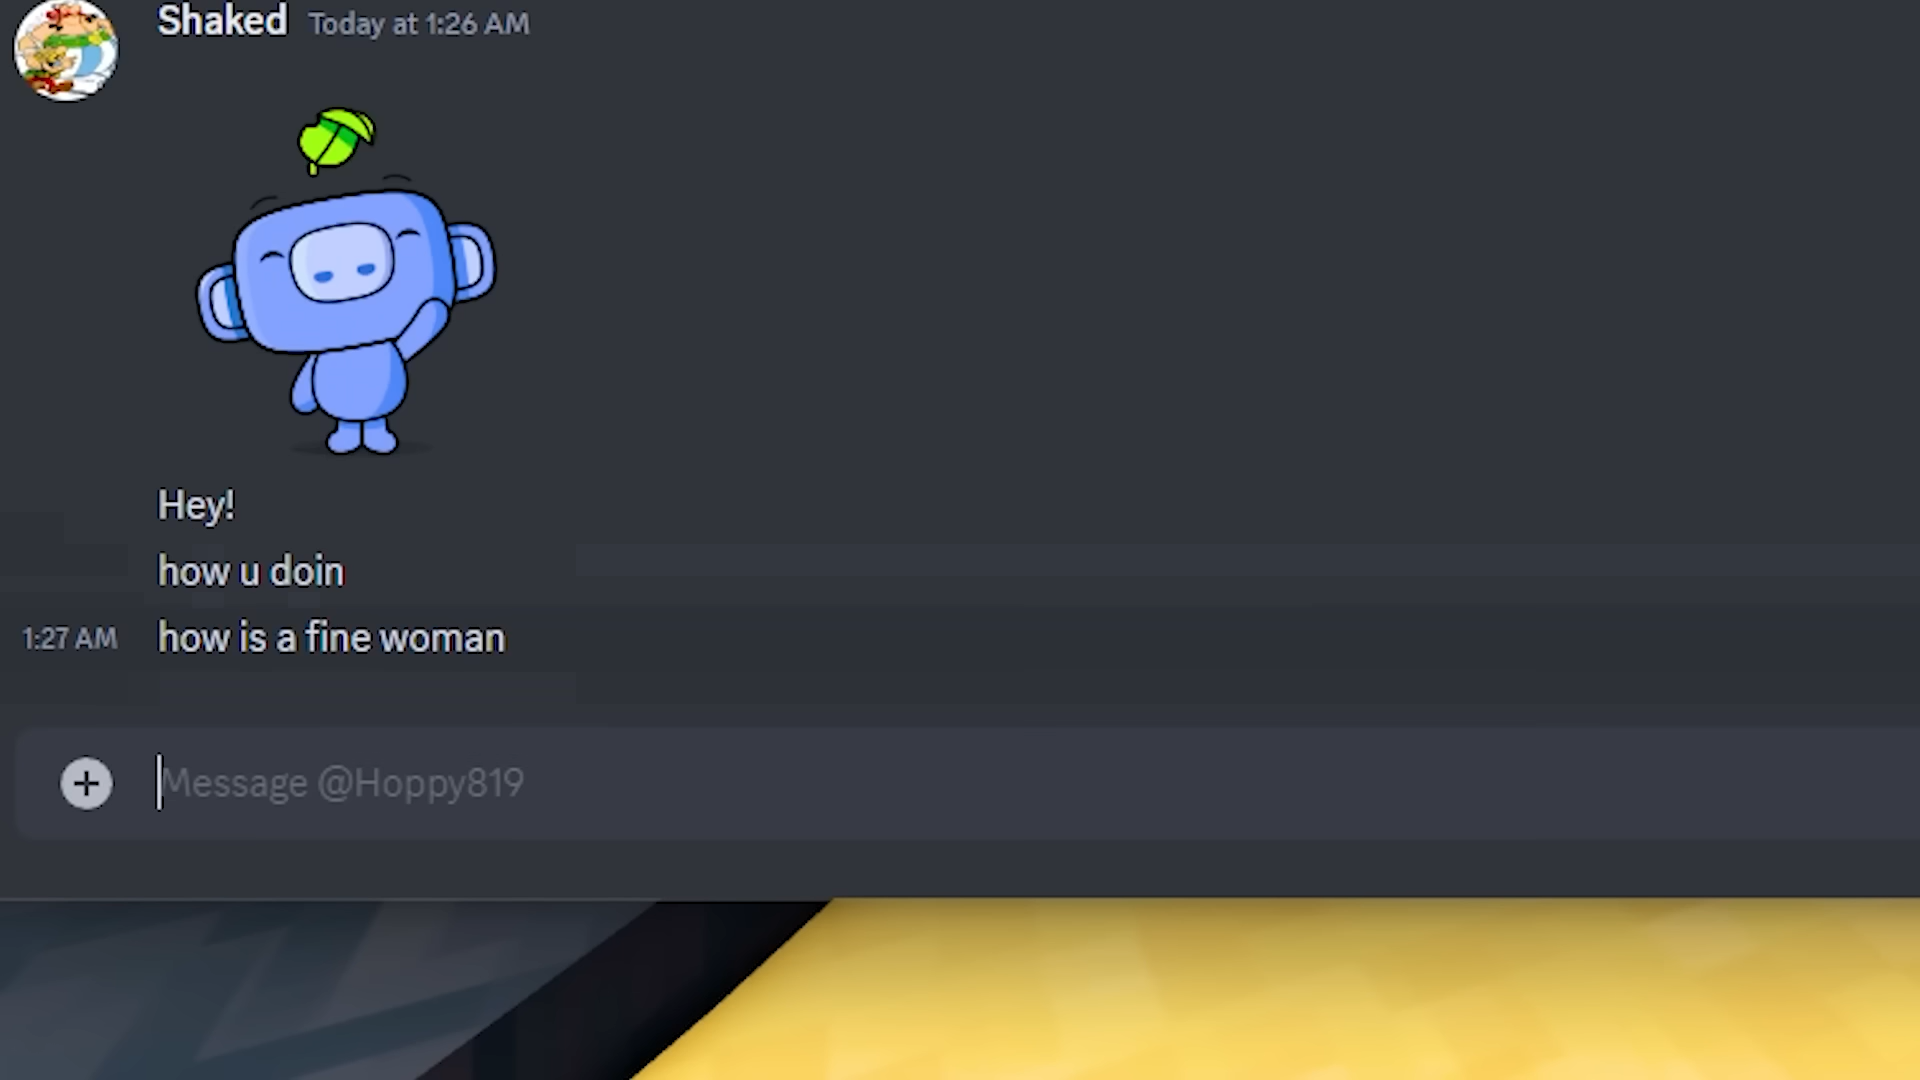 Shaked Today at 1:26 AM
Hey!
how u doin
1:27 AM how is a fine woman
Message @Hoppy819